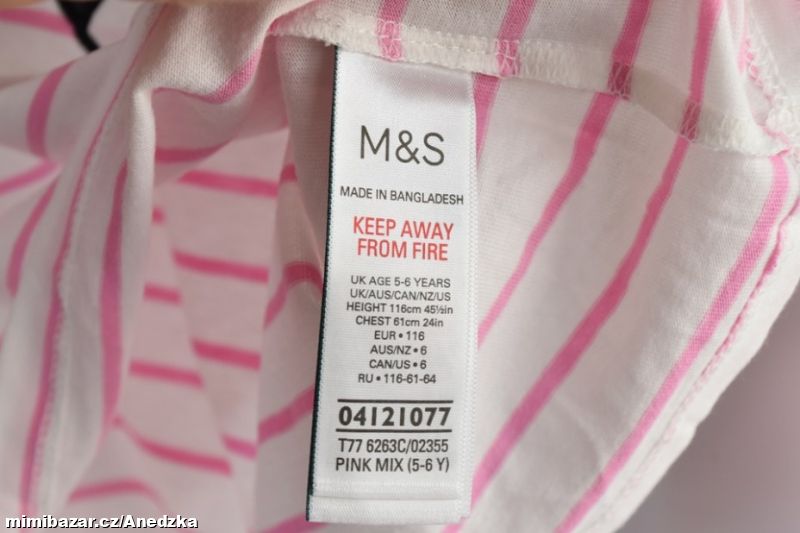 M&S
MADE IN BANGLADESH
KEEP AWAY
FROM FIRE
UK AGE 5-6 YEARS
UK/AUS/CAN/NZ/US
HEIGHT 116cm 45½in
CHEST 61cm 24in
EUR • 116
AUS/NZ • 6
CAN/US • 6
RU • 116-61-64
04121077
T77 6263C/02355
PINK MIX (5-6 Y)
mimibazar.cz/Anedzka